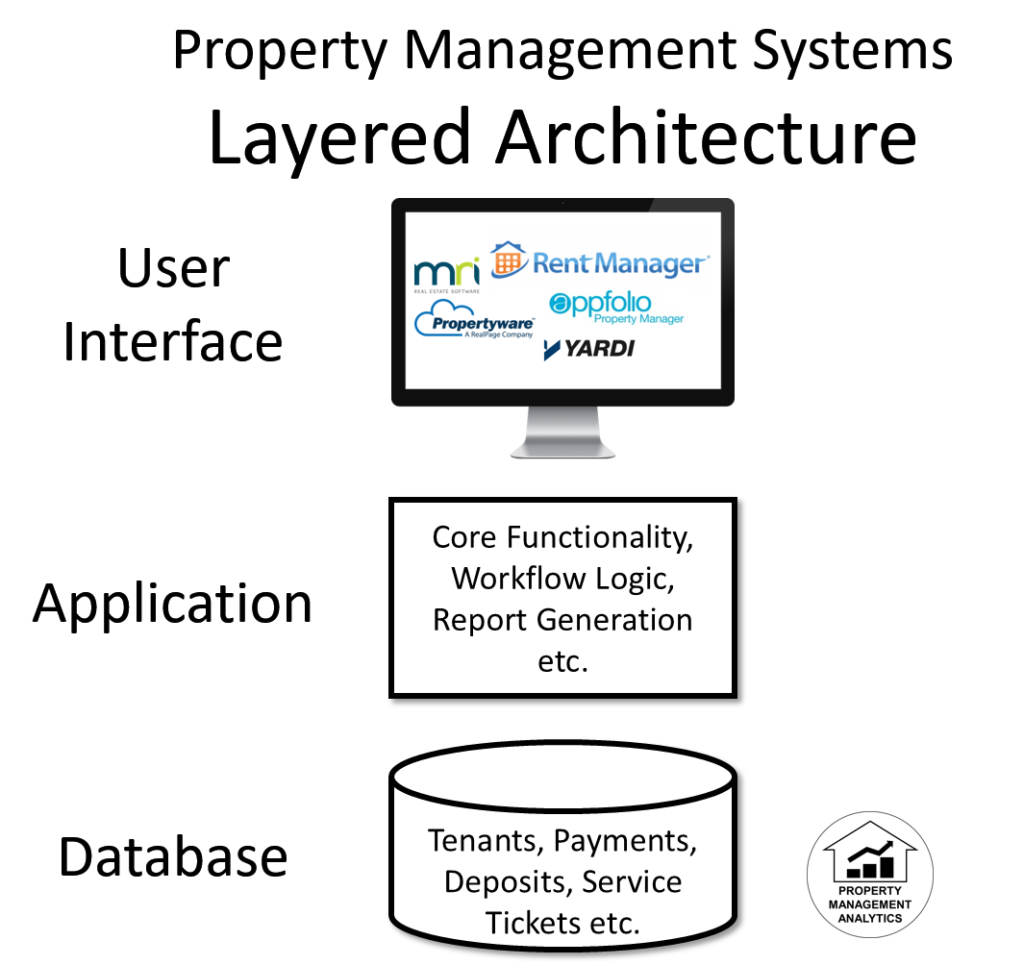 Property Management Systems
Layered Architecture
User
Interface
mri
REAL ESTATE SOFTWARE
Rent Manager®
Propertyware™
A RealPage Company
appfolio
Property Manager
YARDI
Application
Core Functionality,
Workflow Logic,
Report Generation
etc.
Database
Tenants, Payments,
Deposits, Service
Tickets etc.
PROPERTY
MANAGEMENT
ANALYTICS